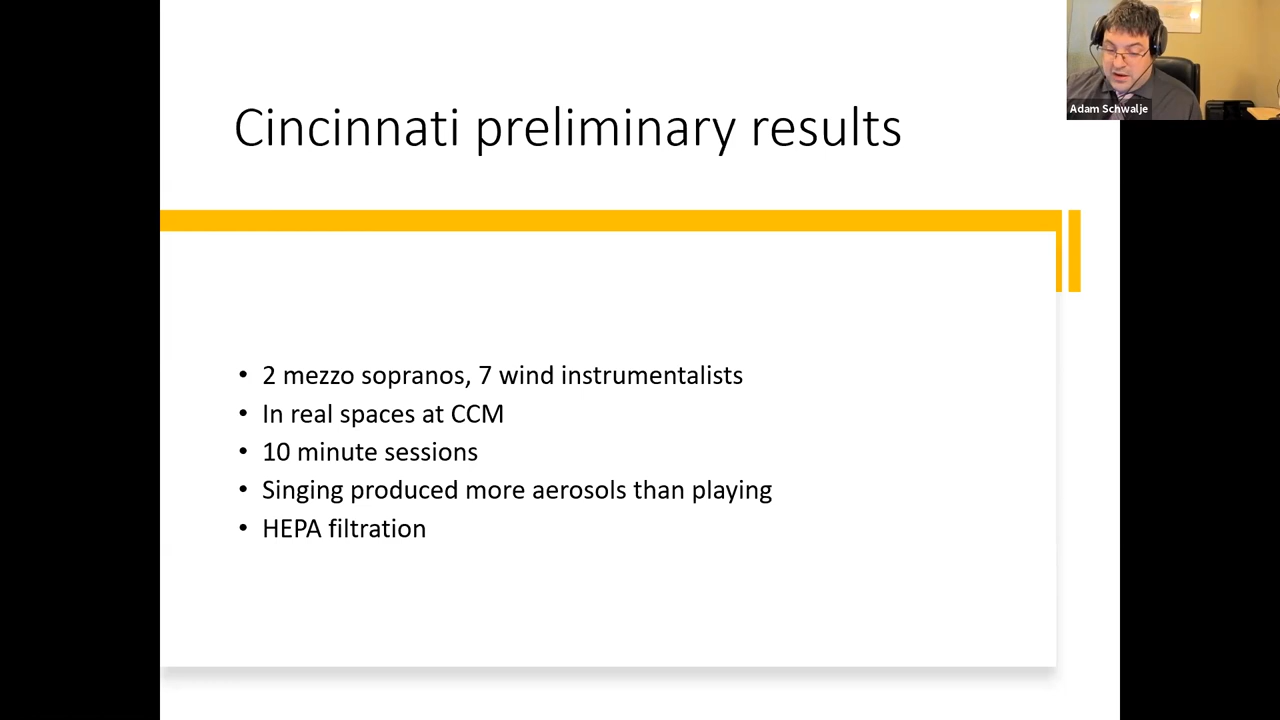 Adam Schwalje
Cincinnati preliminary results
• 2 mezzo sopranos, 7 wind instrumentalists
• In real spaces at CCM
• 10 minute sessions
• Singing produced more aerosols than playing
• HEPA filtration